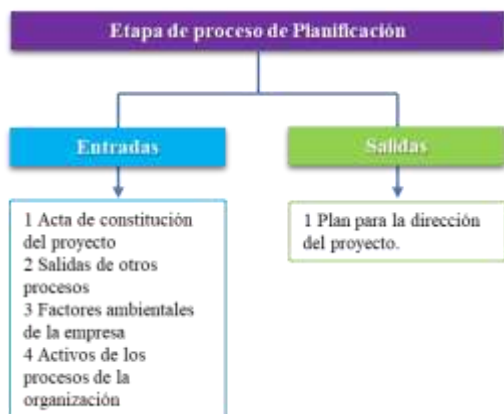 Etapa de proceso de Planificación
Entradas
Salidas
1 Acta de constitución
del proyecto
2 Salidas de otros
procesos
3 Factores ambientales
de la empresa
4 Activos de los
procesos de la
organización
1 Plan para la dirección
del proyecto.